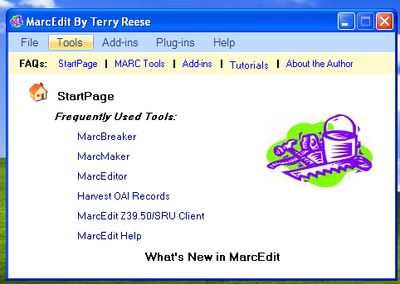 MarcEdit By Terry Reese
File Tools Add-ins Plug-ins Help
FAQs: StartPage | MARC Tools | Add-ins | Tutorials | About the Author
StartPage
Frequently Used Tools:
MarcBreaker
MarcMaker
MarcEditor
Harvest OAI Records
MarcEdit Z39.50/SRU Client
MarcEdit Help
What's New in MarcEdit